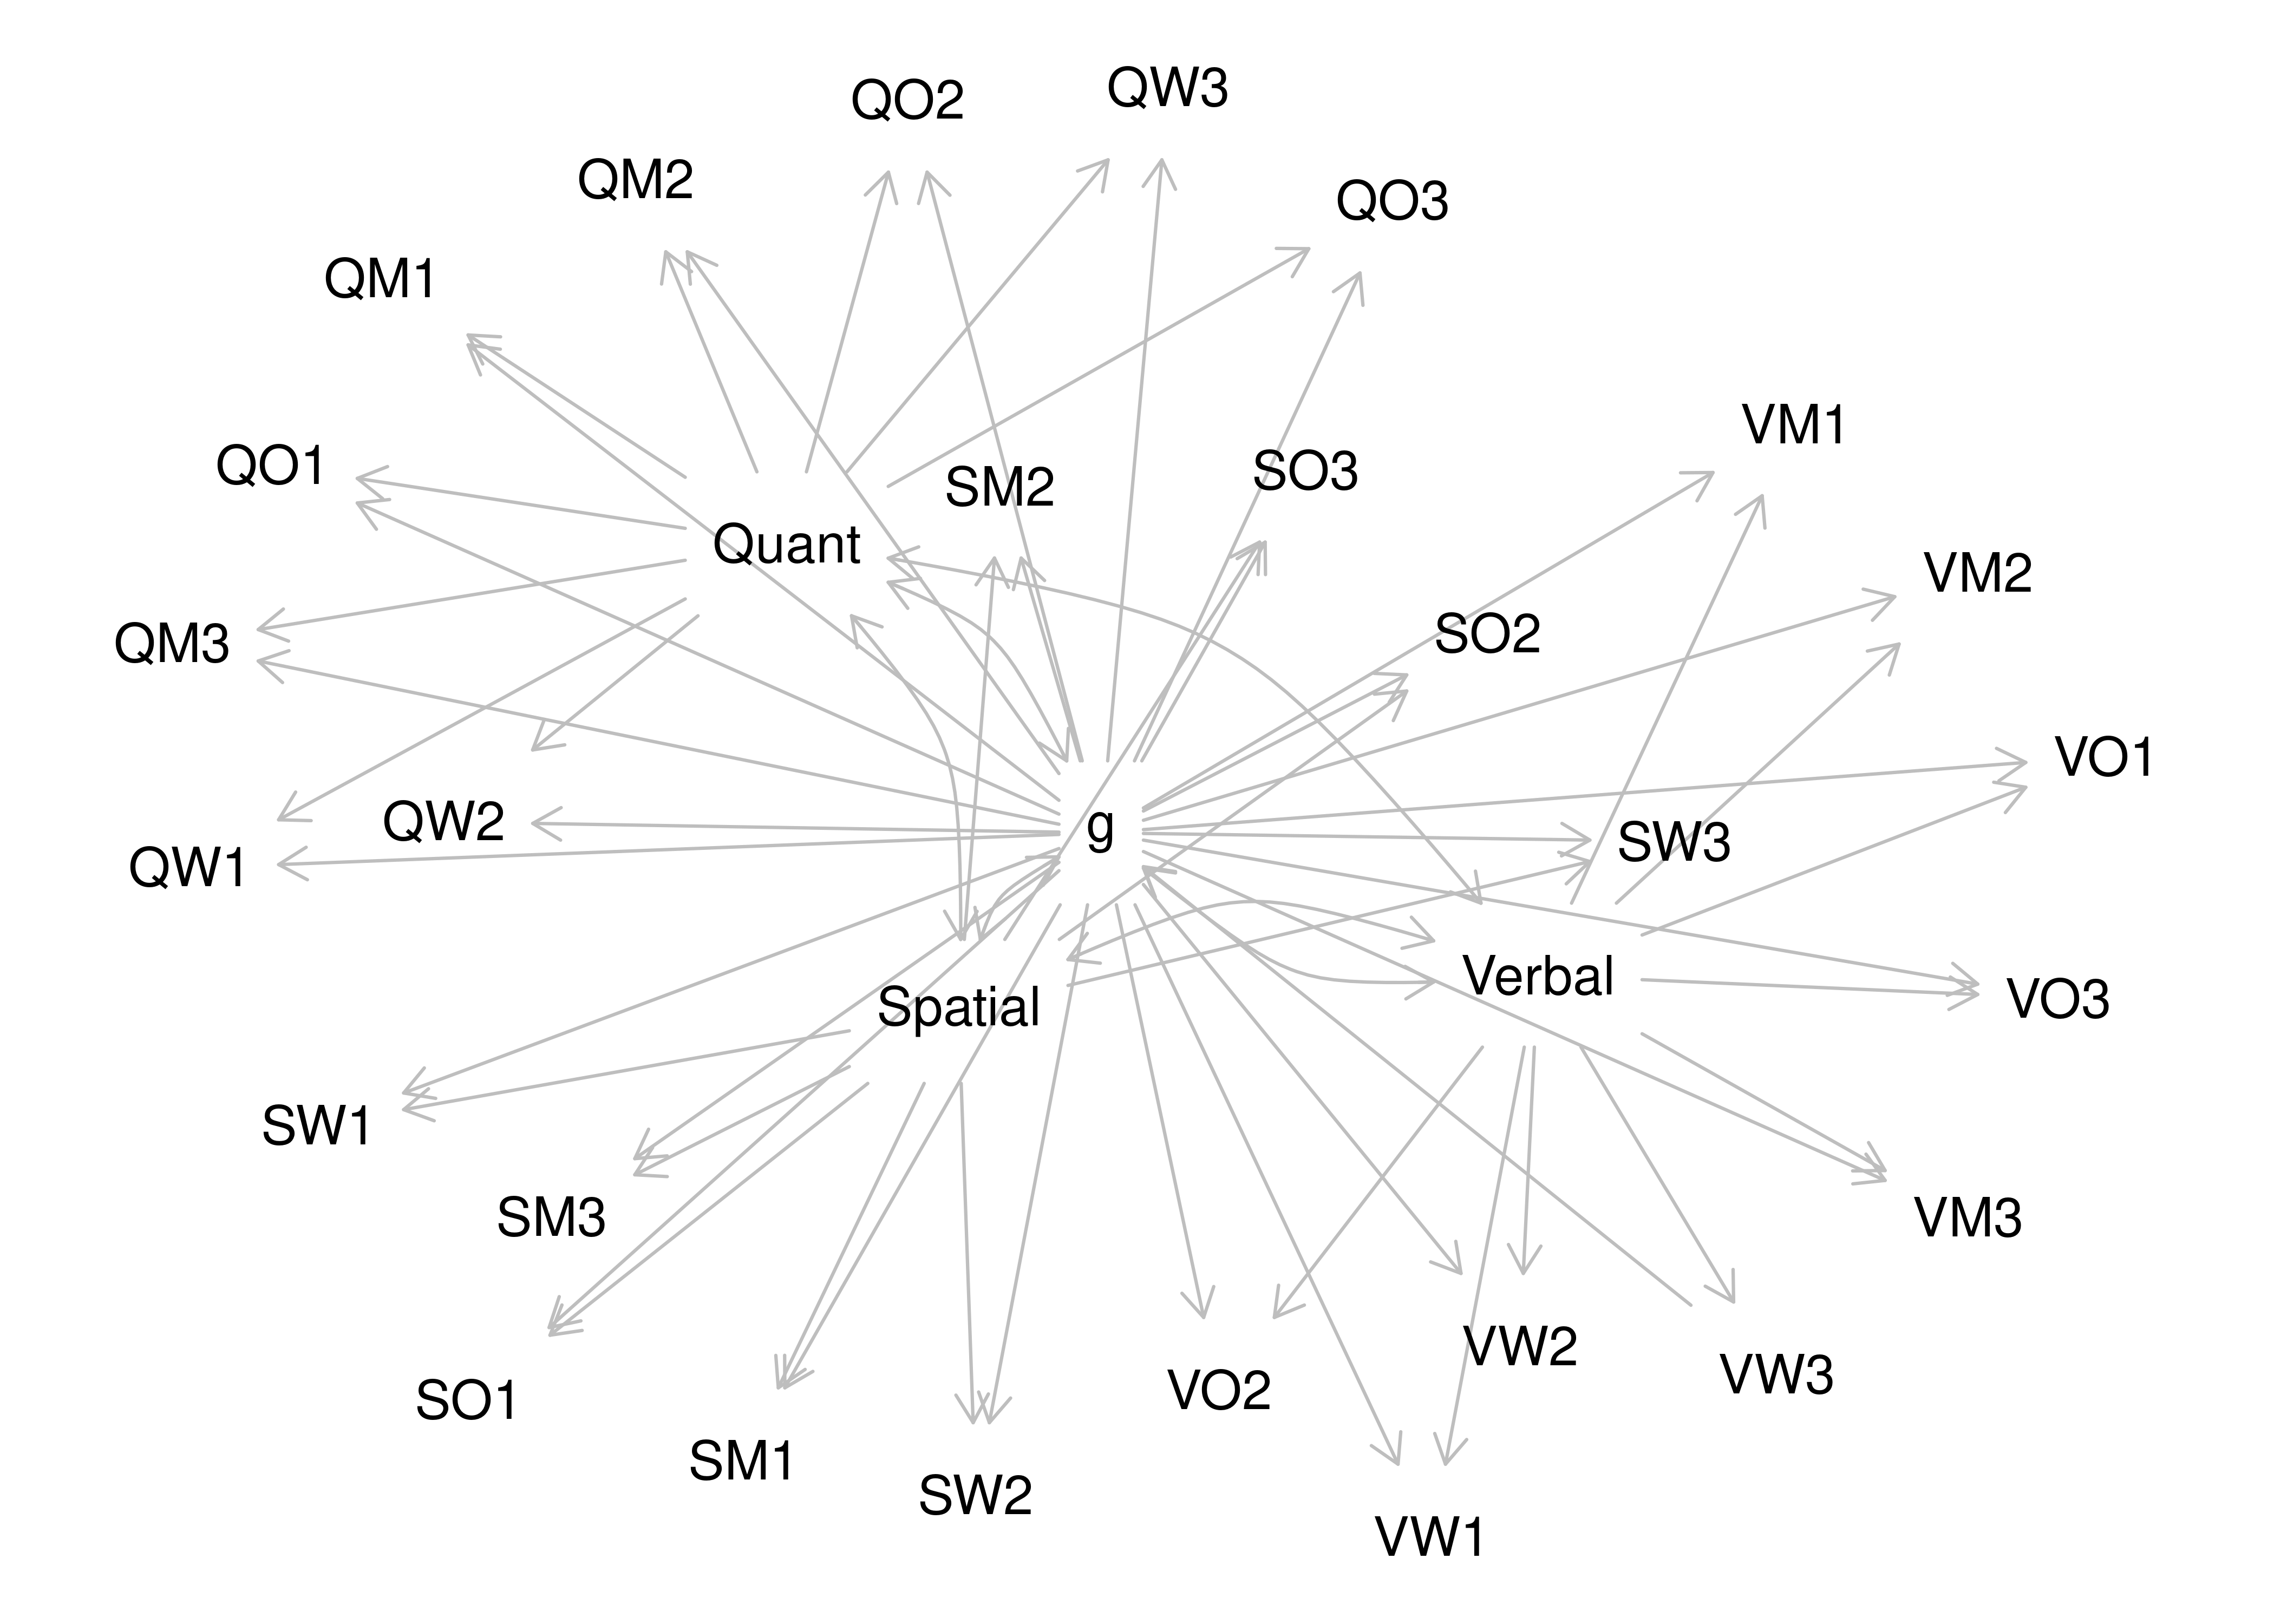 QW3
QO2
QM2
QO3
QM1
VM1
QO1
SO3
SM2
Quant
VM2
SO2
QM3
VO1
QW2
g
SW3
QW1
Verbal
VO3
Spatial
SW1
SM3
VM3
VW2
VW3
VO2
SO1
SM1
SW2
VW1